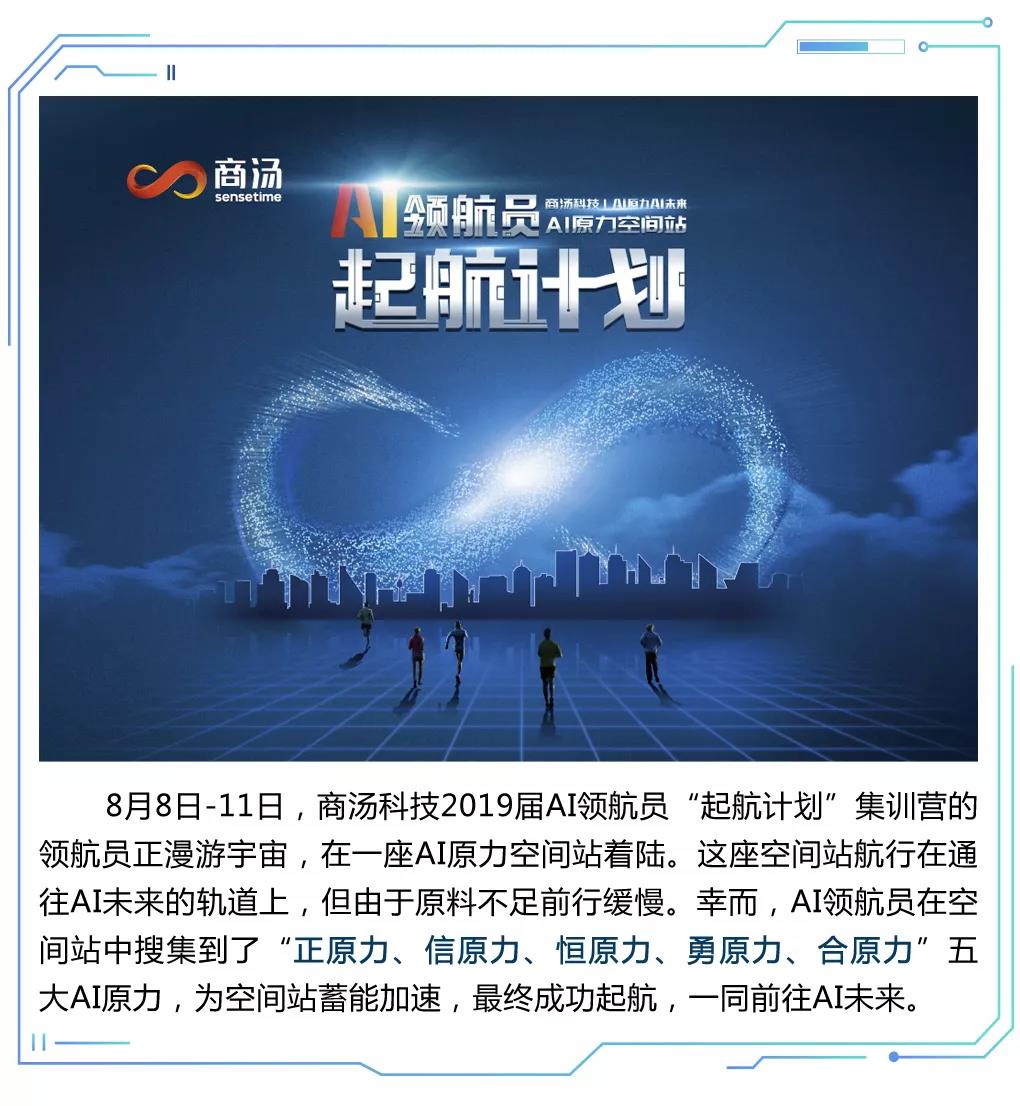 商汤
sensetime
AI领航员
商汤科技 | AI原力AI未来
AI原力空间站
起航计划
8月8日-11日，商汤科技2019届AI领航员“起航计划”集训营的
领航员正漫游宇宙，在一座AI原力空间站着陆。这座空间站航行在通
往AI未来的轨道上，但由于原料不足前行缓慢。幸而，AI领航员在空
间站中搜集到了“正原力、信原力、恒原力、勇原力、合原力”五
大AI原力，为空间站蓄能加速，最终成功起航，一同前往AI未来。